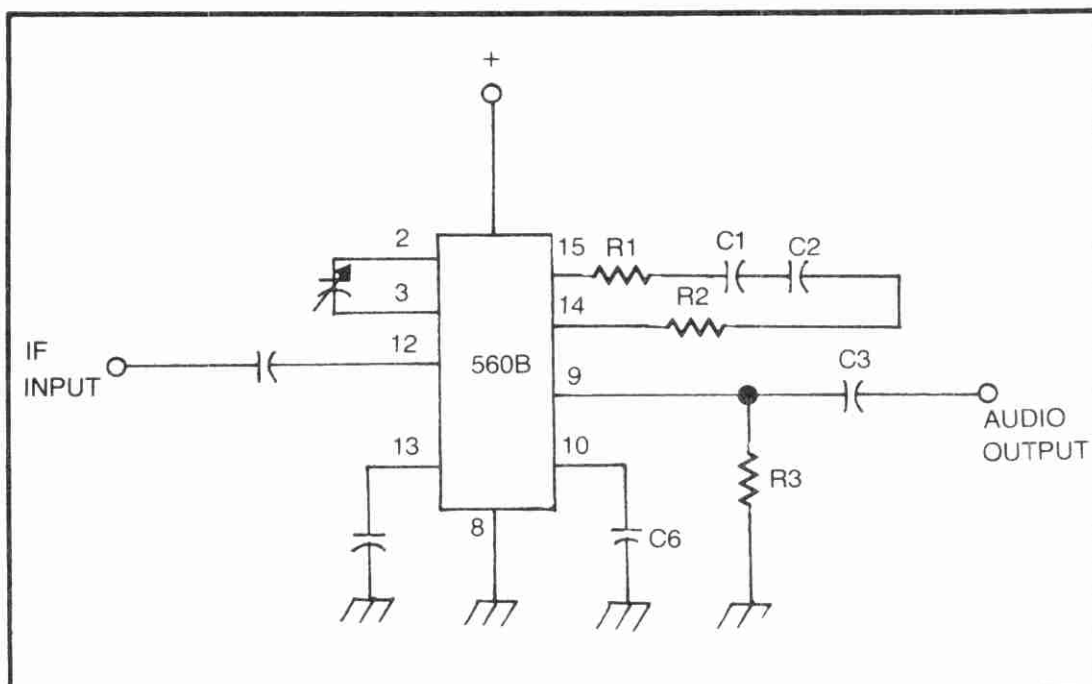 +
2
15
R1
C1
C2
3
14
R2
IF
INPUT
12
560B
9
C3
AUDIO
OUTPUT
13
10
R3
8
C6